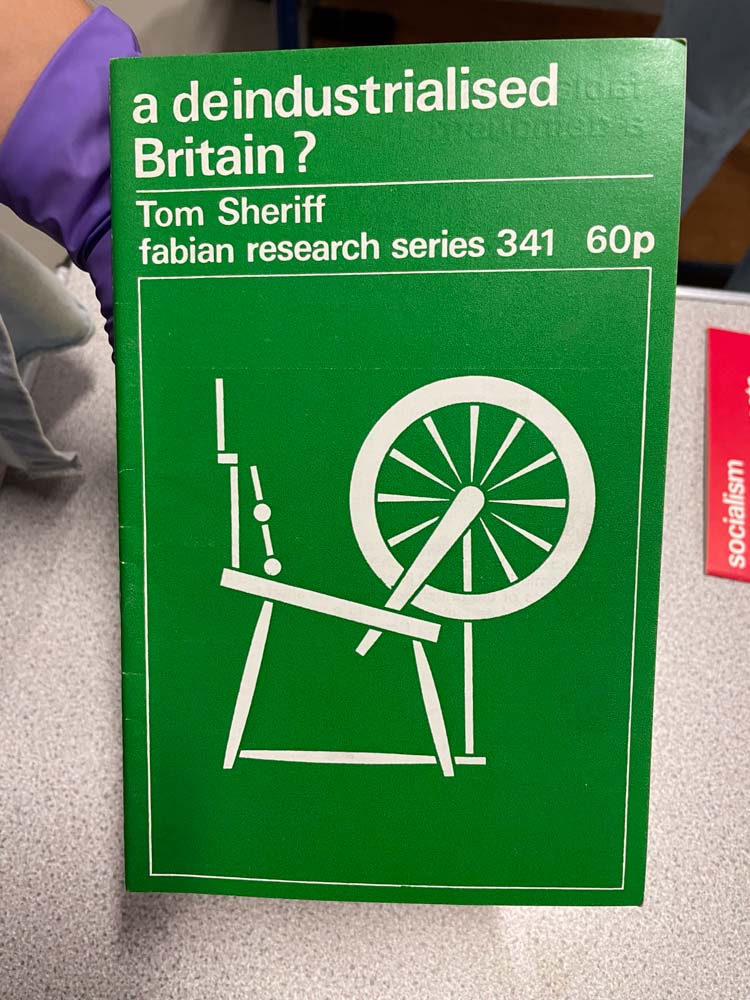 a deindustrialised
Britain?
Tom Sheriff
fabian research series 341 60p
socialism